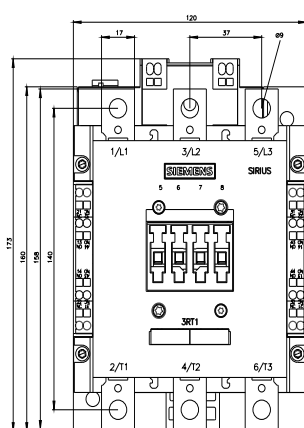 120
17
37
ø9
1/L1
3/L2
5/L3
SIEMENS
SIRIUS
5 6 7 8
173
160
158
140
3RT1
2/T1
4/T2
6/T3